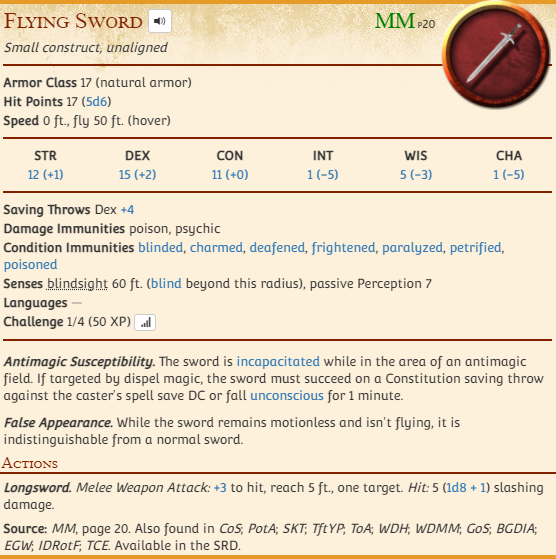 Flying Sword MM P20
Small construct, unaligned
Armor Class 17 (natural armor)
Hit Points 17 (5d6)
Speed 0 ft., fly 50 ft. (hover)
STR DEX CON INT WIS CHA
12 (+1) 15 (+2) 11 (+0) 1 (−5) 5 (−3) 1 (−5)
Saving Throws Dex +4
Damage Immunities poison, psychic
Condition Immunities blinded, charmed, deafened, frightened, paralyzed, petrified,
poisoned
Senses blindsight 60 ft. (blind beyond this radius), passive Perception 7
Languages —
Challenge 1/4 (50 XP)
Antimagic Susceptibility. The sword is incapacitated while in the area of an antimagic
field. If targeted by dispel magic, the sword must succeed on a Constitution saving throw
against the caster's spell save DC or fall unconscious for 1 minute.
False Appearance. While the sword remains motionless and isn't flying, it is
indistinguishable from a normal sword.
Actions
Longsword. Melee Weapon Attack: +3 to hit, reach 5 ft., one target. Hit: 5 (1d8 + 1) slashing
damage.
Source: MM, page 20. Also found in CoS; PotA; SKT; TftYP; ToA; WDH; WDMM; GoS; BGDIA;
EGW; IDRotF; TCE. Available in the SRD.